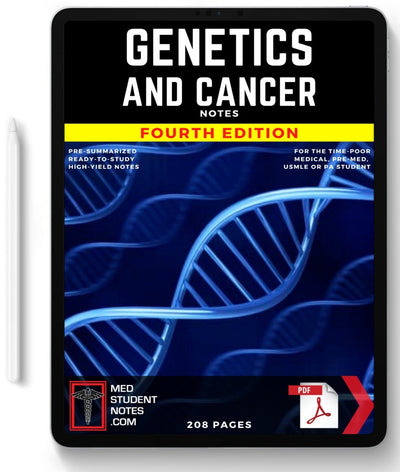 GENETICS
AND CANCER
NOTES
FOURTH EDITION
PRE-SUMMARIZED
READY-TO-STUDY
HIGH-YIELD NOTES
FOR THE TIME-POOR
MEDICAL, PRE-MED,
USMLE OR PA STUDENT
MED
STUDENT
NOTES
.COM
208 PAGES
PDF